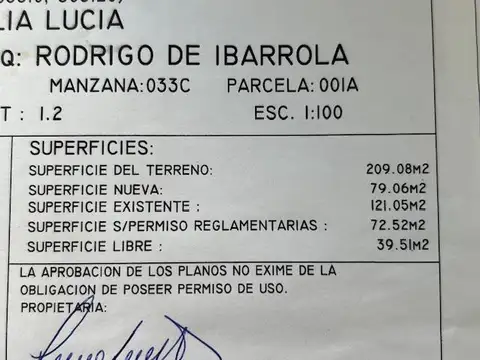 LIA LUCIA
Q: RODRIGO DE IBARROLA
MANZANA:033C PARCELA:001A
T : 1.2 ESC. 1:100
SUPERFICIES:
SUPERFICIE DEL TERRENO: 209.08M2
SUPERFICIE NUEVA: 79.06M2
SUPERFICIE EXISTENTE : 121.05M2
SUPERFICIE S/PERMISO REGLAMENTARIAS : 72.52M2
SUPERFICIE LIBRE : 39.51M2
LA APROBACION DE LOS PLANOS NO EXIME DE LA
OBLIGACION DE POSEER PERMISO DE USO.
PROPIETARIA: